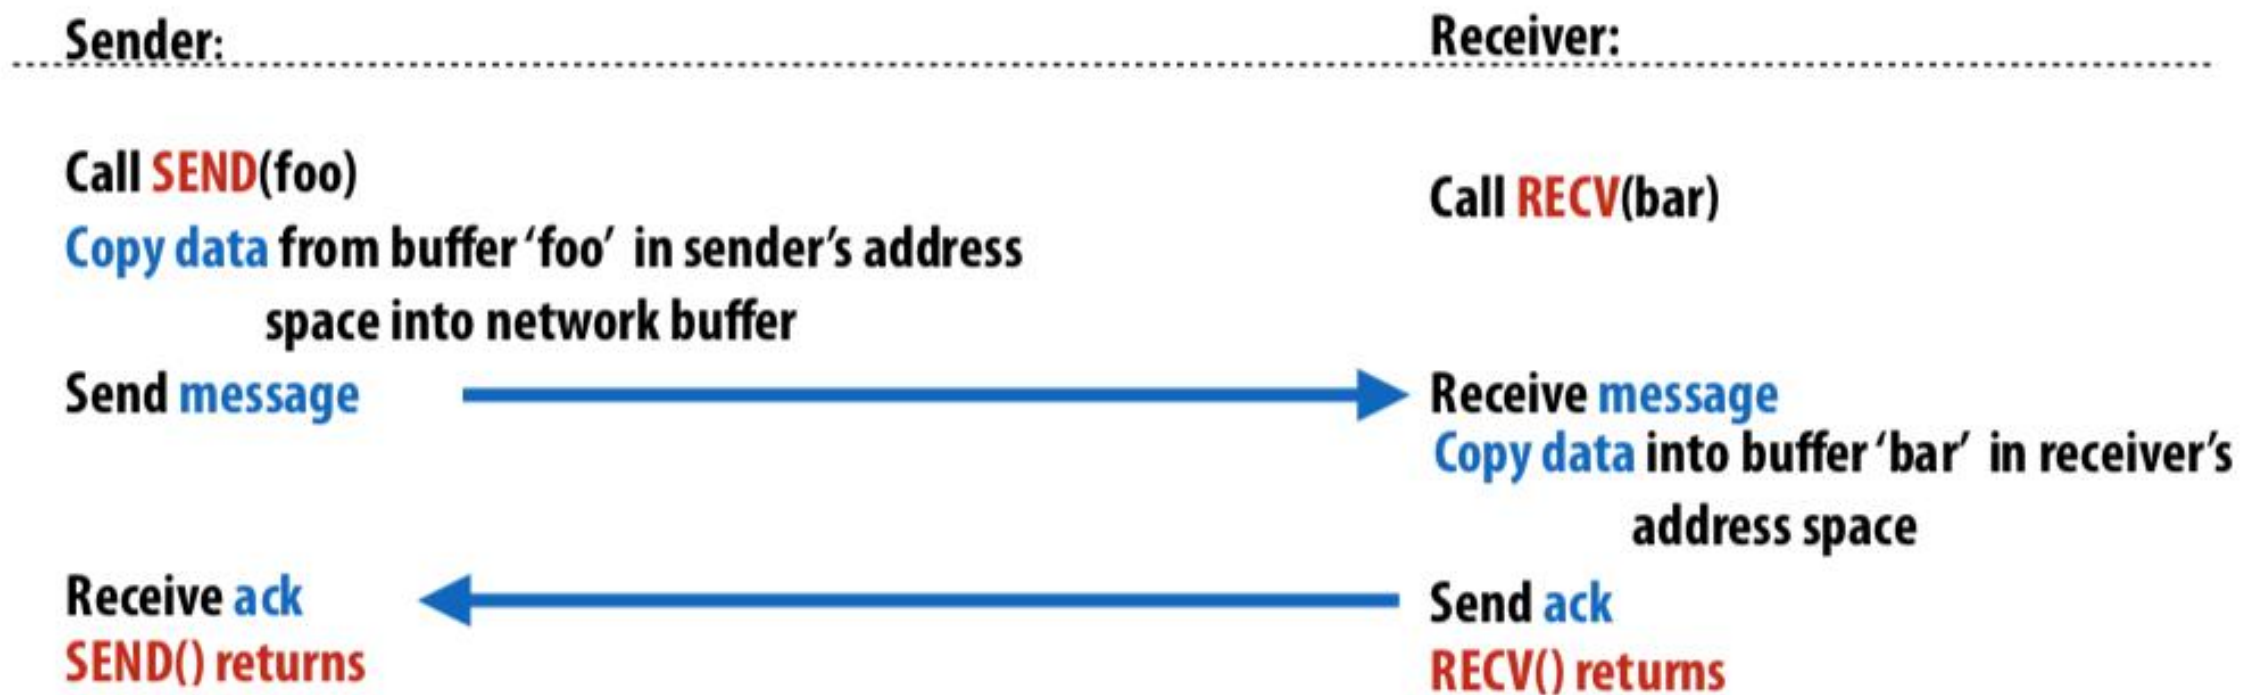 Sender:
Receiver:
Call SEND(foo)
Call RECV(bar)
Copy data from buffer ‘foo’ in sender’s address
space into network buffer
Send message
Receive message
Copy data into buffer ‘bar’ in receiver’s
address space
Receive ack
Send ack
SEND() returns
RECV() returns